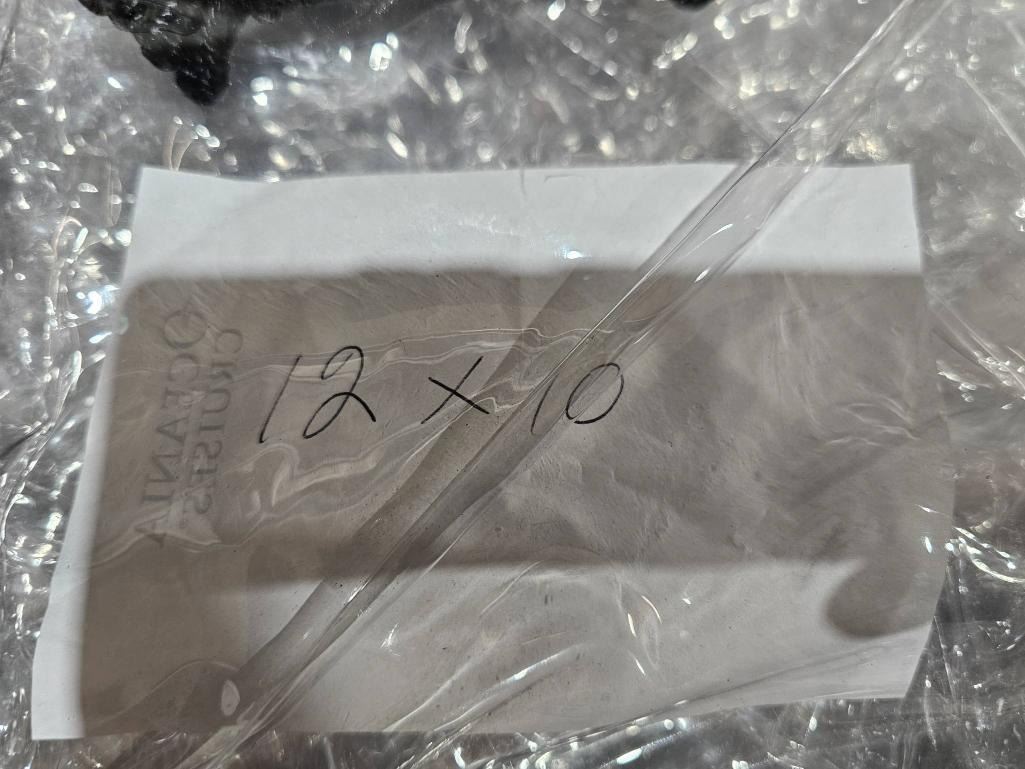 12 x 10
OCEANIA
CRUISES